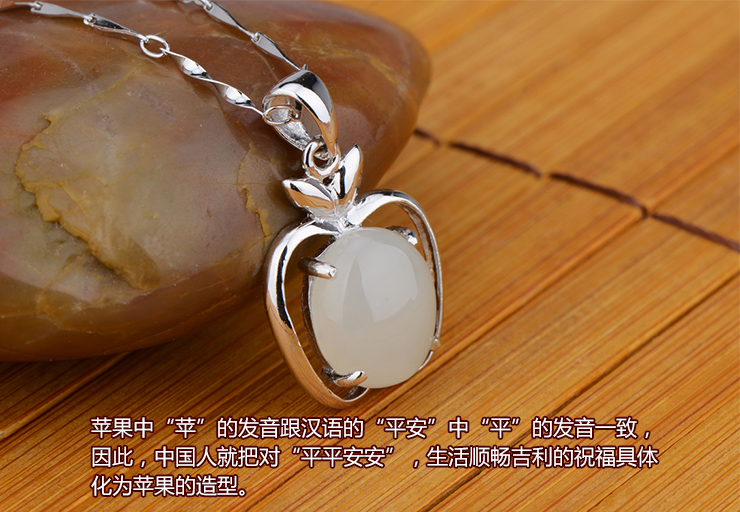 苹果中“苹”的发音跟汉语的“平安”中“平”的发音一致，
因此，中国人就把对“平平安安”，生活顺畅吉利的祝福具体
化为苹果的造型。